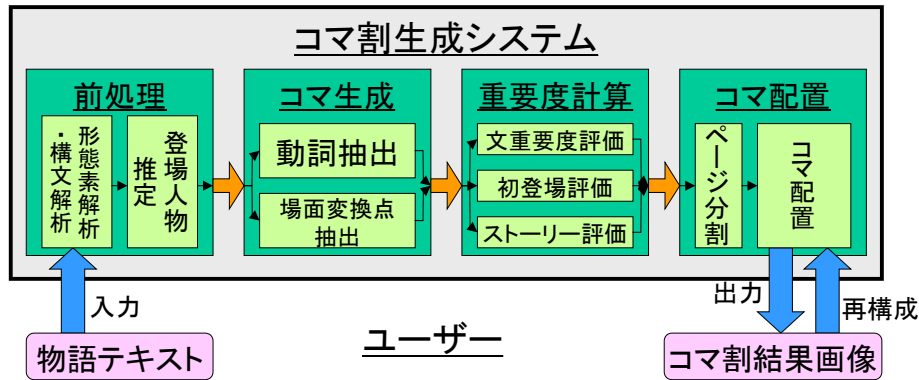 コマ割生成システム
前処理
形態素解析
・構文解析
登場人物
推定
コマ生成
動詞抽出
場面変換点
抽出
重要度計算
文重要度評価
初登場評価
ストーリー評価
コマ配置
ページ分割
コマ配置
入力
出力
再構成
物語テキスト
ユーザー
コマ割結果画像